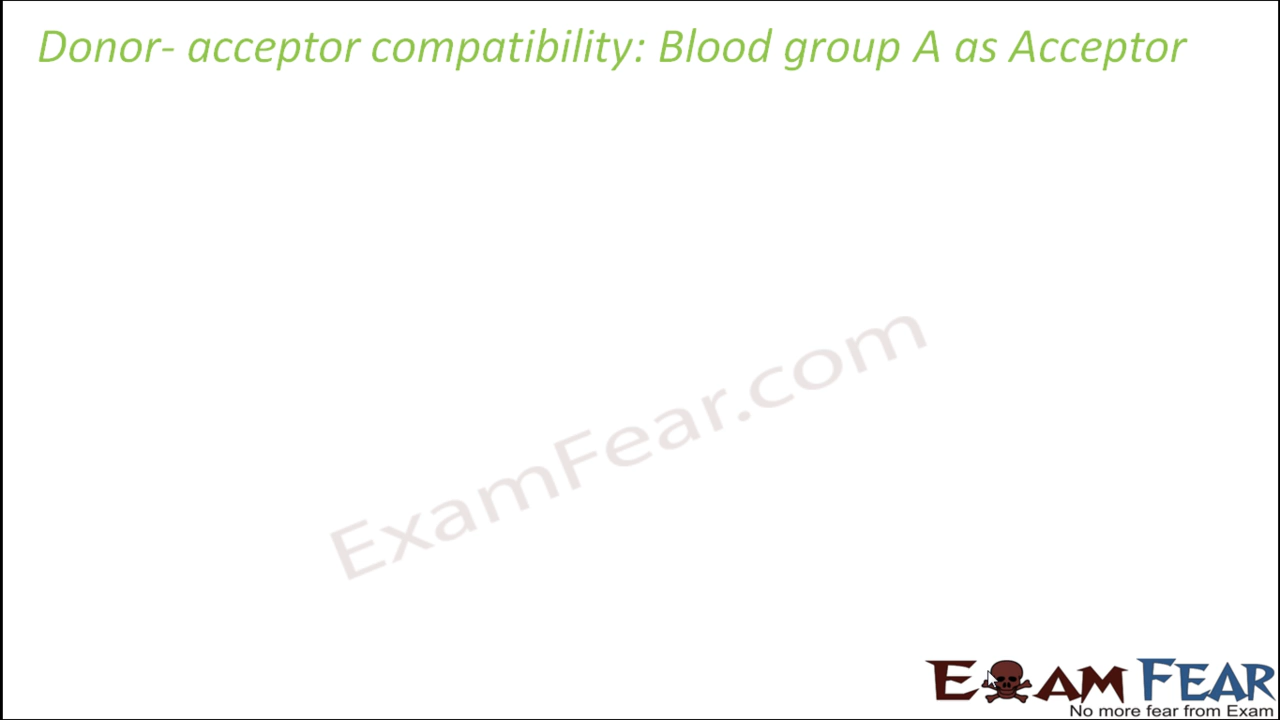 Donor- acceptor compatibility: Blood group A as Acceptor
ExamFear.com
EXAM FEAR
No more fear from Exam